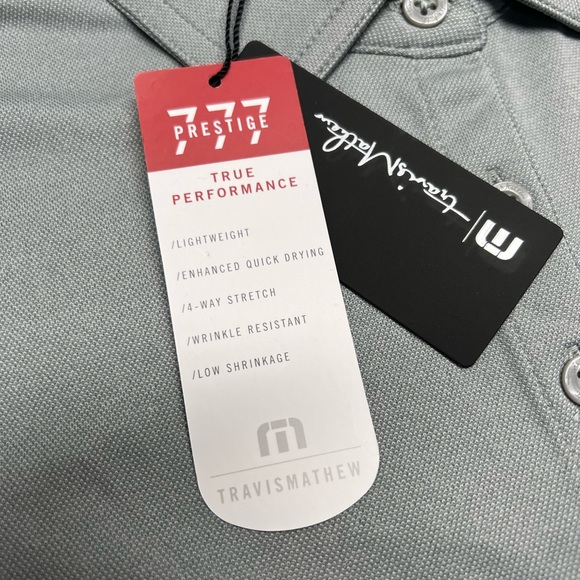 777
PRESTIGE
TRUE
PERFORMANCE
/LIGHTWEIGHT
/ENHANCED QUICK DRYING
/4-WAY STRETCH
/WRINKLE RESISTANT
/LOW SHRINKAGE
TRAVISMATHEW
travisMathew